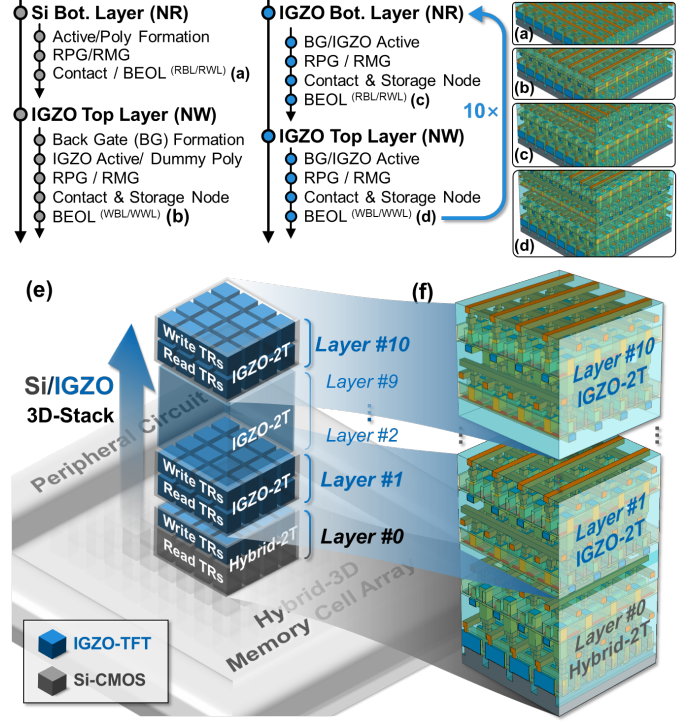 Si Bot. Layer (NR)
Active/Poly Formation
RPG/RMG
Contact / BEOL (RBL/RWL) (a)
IGZO Top Layer (NW)
Back Gate (BG) Formation
IGZO Active/ Dummy Poly
RPG / RMG
Contact & Storage Node
BEOL (WBL/WWL) (b)
IGZO Bot. Layer (NR)
BG/IGZO Active
RPG / RMG
Contact & Storage Node
BEOL (RBL/RWL) (c)
IGZO Top Layer (NW)
BG/IGZO Active
RPG / RMG
Contact & Storage Node
BEOL (WBL/WWL) (d)
10×
(a)
(b)
(c)
(d)
(e)
Si/IGZO
3D-Stack
Peripheral Circuit
Write TRs
Read TRs
IGZO-2T
Layer #10
Layer #9
IGZO-2T
Layer #2
Write TRs
Read TRs
IGZO-2T
Layer #1
Write TRs
Read TRs
Hybrid-2T
Layer #0
Hybrid-3D
Memory Cell Array
IGZO-TFT
Si-CMOS
(f)
Layer #10
IGZO-2T
Layer #1
IGZO-2T
Layer #0
Hybrid-2T